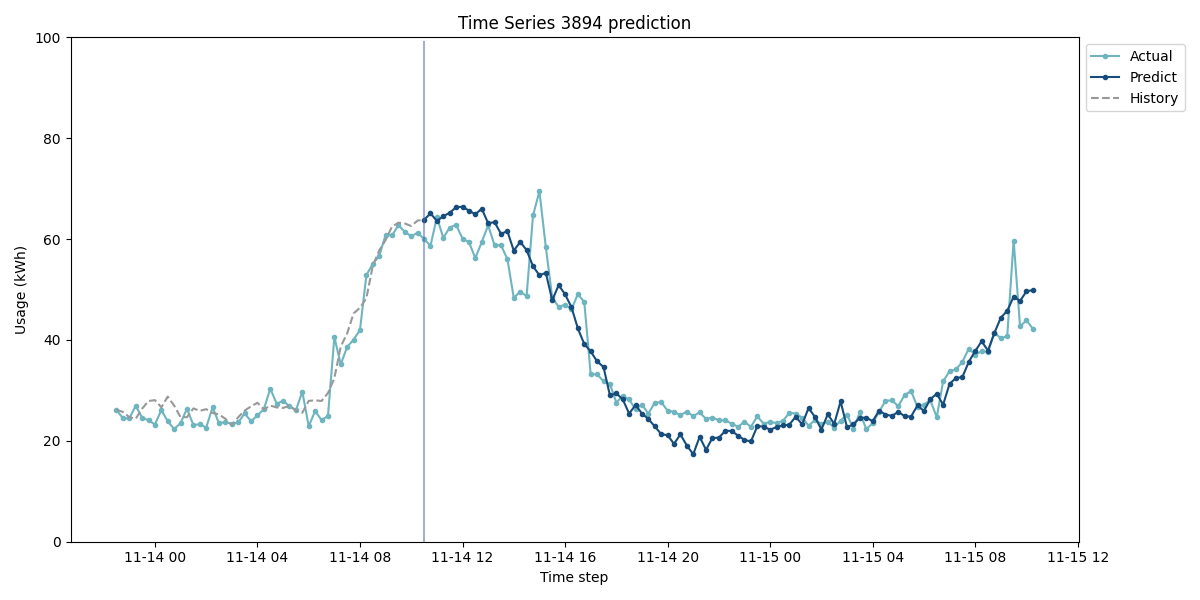 Time Series 3894 prediction
Usage (kWh)
100
80
60
40
20
0
11-14 00
11-14 04
11-14 08
11-14 12
11-14 16
11-14 20
11-15 00
11-15 04
11-15 08
11-15 12
Time step
Actual
Predict
History